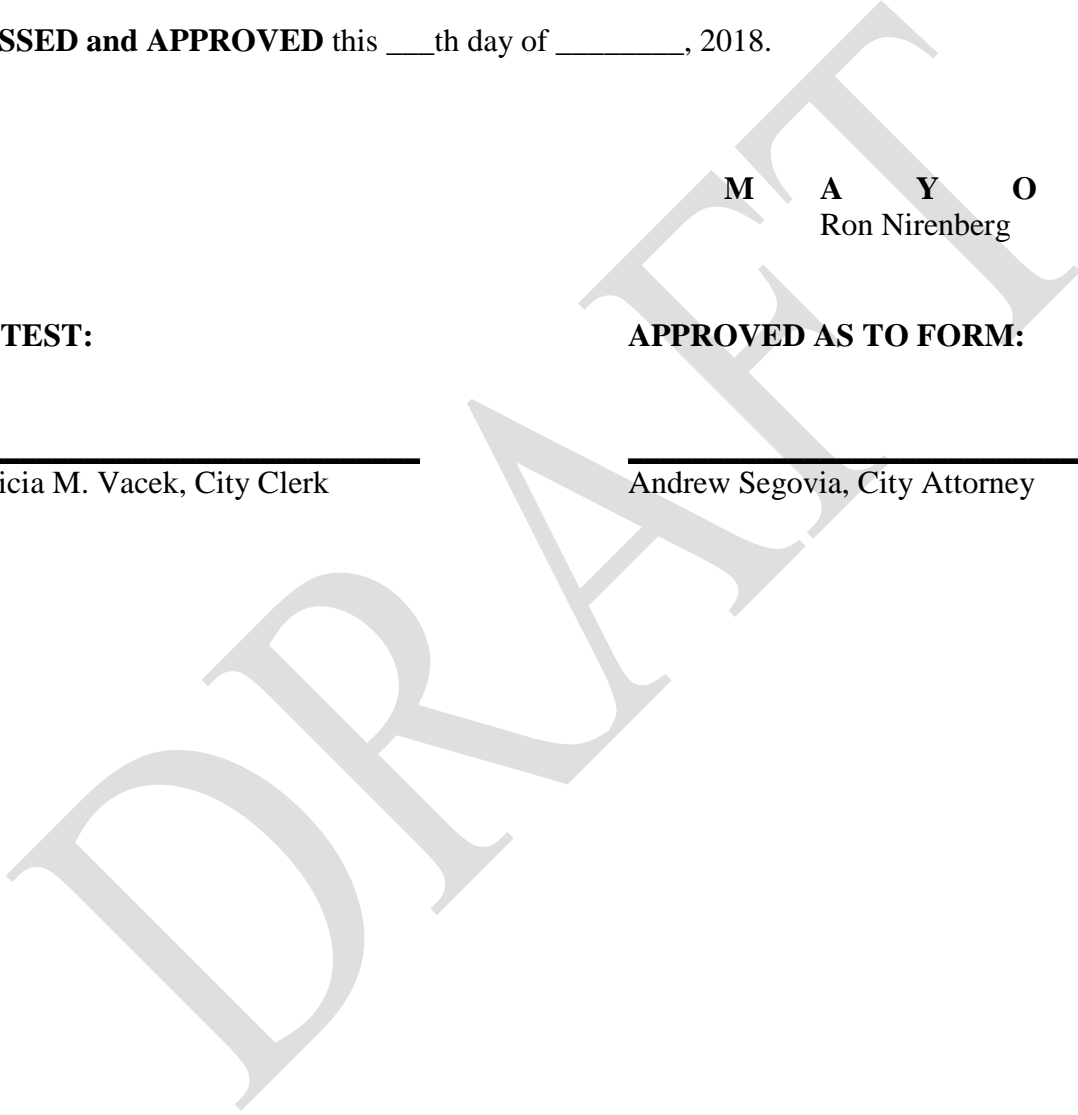 SSED and APPROVED this ___th day of ________, 2018.
M A Y O
Ron Nirenberg
TEST: APPROVED AS TO FORM:
icia M. Vacek, City Clerk Andrew Segovia, City Attorney
DRAFT